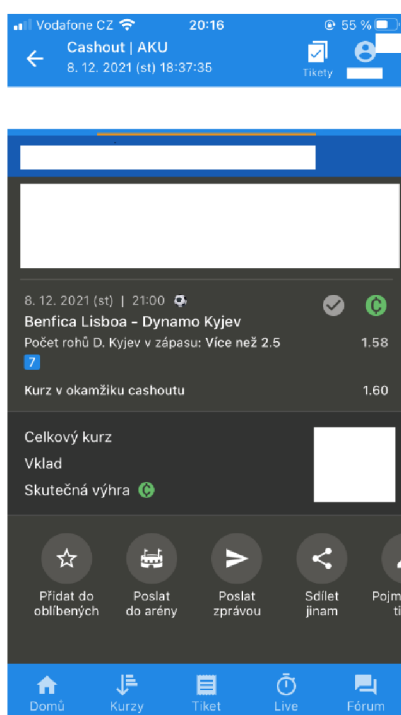 Vodafone CZ 20:16 55 %
Cashout | AKU
8. 12. 2021 (st) 18:37:35
Tikety
8. 12. 2021 (st) | 21:00
Benfica Lisboa – Dynamo Kyjev
Počet rohů D. Kyjev v zápasu: Více než 2.5 1.58
7
Kurz v okamžiku cashoutu 1.60
Celkový kurz
Vklad
Skutečná výhra C
Přidat do oblíbených
Poslat do arény
Poslat zprávou
Sdílet jinam
Domů Kurzy Tiket Live Fórum